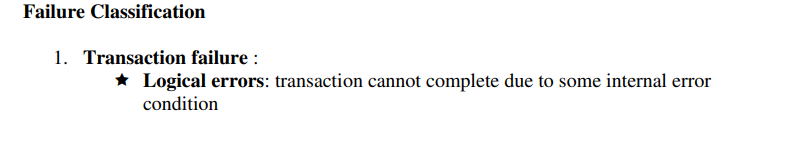 Failure Classification
1. Transaction failure :
★ Logical errors: transaction cannot complete due to some internal error
condition